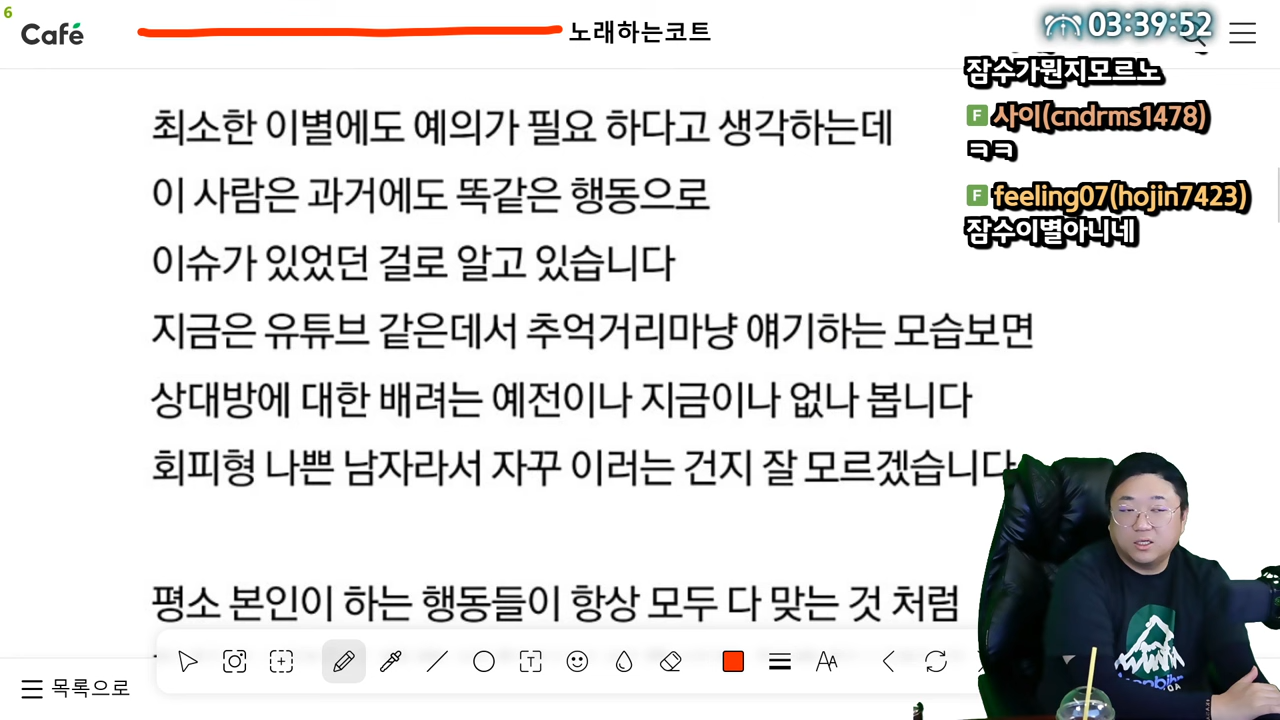 6
Café
노래하는코트
03:39:52
잠수가뭔지모르노
F 사이(cndrms1478)
ㅋㅋ
F feeling07(hojin7423)
잠수이별아니네
최소한 이별에도 예의가 필요 하다고 생각하는데
이 사람은 과거에도 똑같은 행동으로
이슈가 있었던 걸로 알고 있습니다
지금은 유튜브 같은데서 추억거리마냥 얘기하는 모습보면
상대방에 대한 배려는 예전이나 지금이나 없나 봅니다
회피형 나쁜 남자라서 자꾸 이러는 건지 잘 모르겠습니다
평소 본인이 하는 행동들이 항상 모두 다 맞는 것 처럼
목록으로